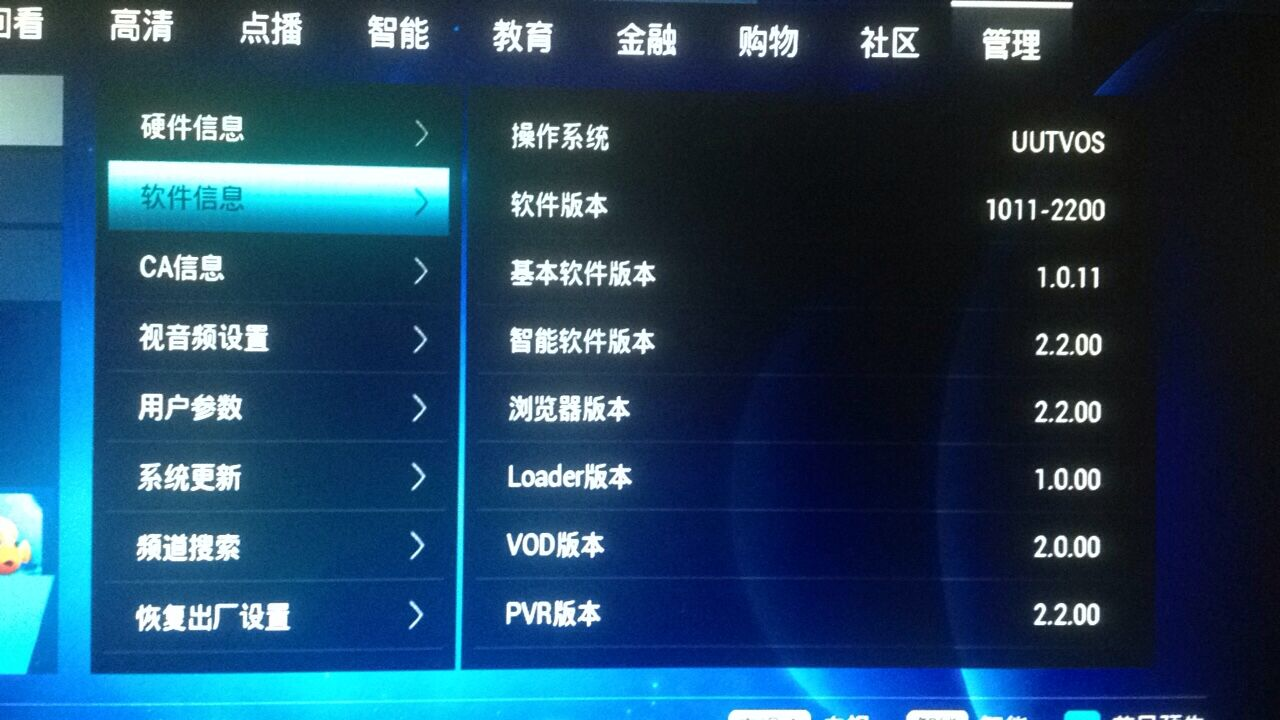 回看 高清 点播 智能 教育 金融 购物 社区 管理
硬件信息
软件信息
CA信息
视音频设置
用户参数
系统更新
频道搜索
恢复出厂设置
操作系统 UUTVOS
软件版本 1011-2200
基本软件版本 1.0.11
智能软件版本 2.2.00
浏览器版本 2.2.00
Loader版本 1.0.00
VOD版本 2.0.00
PVR版本 2.2.00